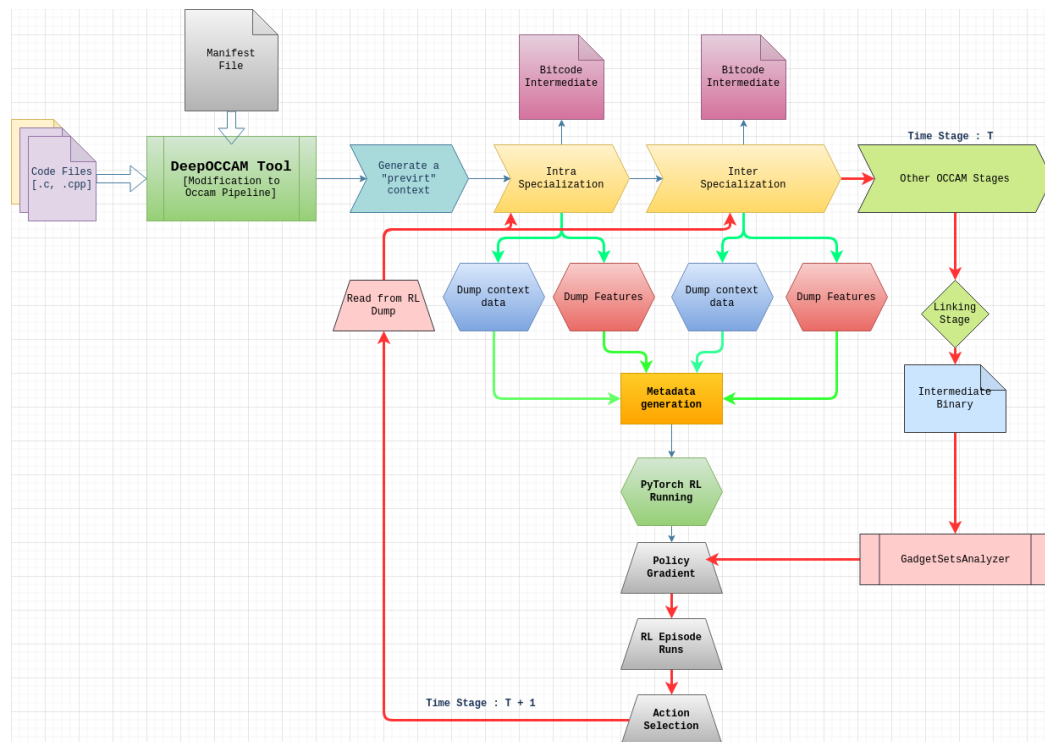 Manifest
File
Bitcode
Intermediate
Bitcode
Intermediate
Time Stage : T
Code Files
[.c, .cpp]
DeepOCCAM Tool
[Modification to
Occam Pipeline]
Generate a
"previrt"
context
Intra
Specialization
Inter
Specialization
Other OCCAM Stages
Read from RL
Dump
Dump context
data
Dump Features
Dump context
data
Dump Features
Linking
Stage
Metadata
generation
Intermediate
Binary
PyTorch RL
Running
Policy
Gradient
GadgetSetsAnalyzer
RL Episode
Runs
Time Stage : T + 1
Action
Selection